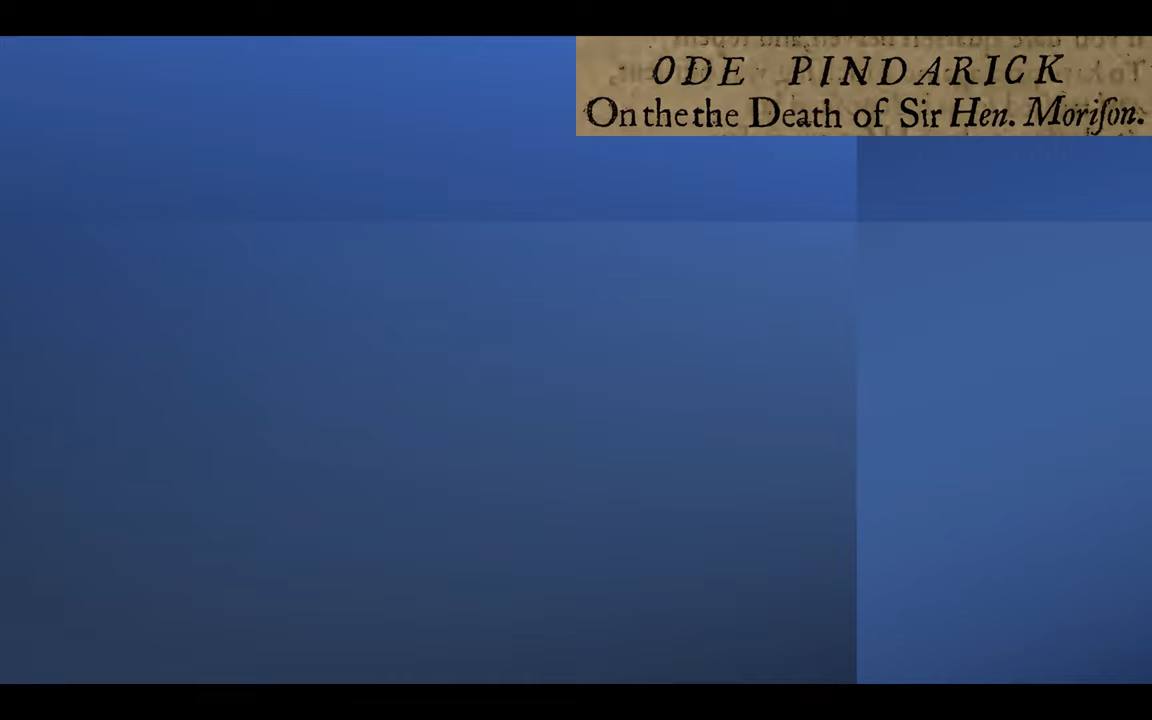 ODE PINDARICK
On the the Death of Sir Hen. Moriſon.